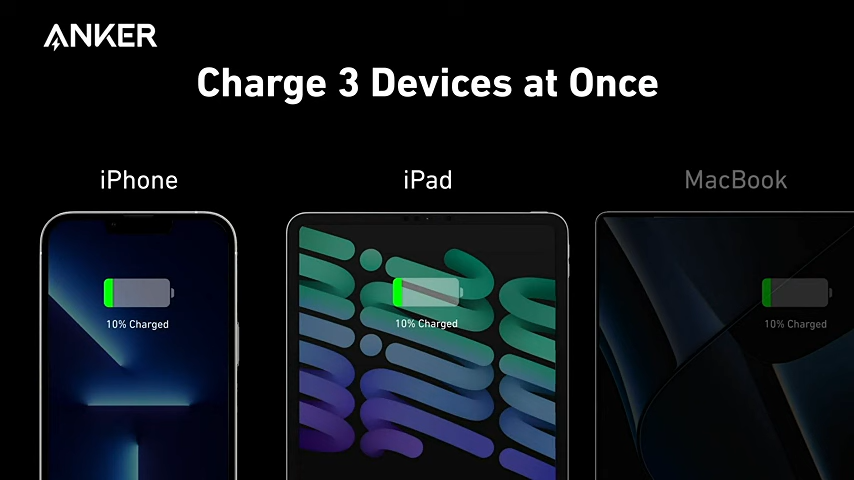 ANKER
Charge 3 Devices at Once
iPhone
iPad
MacBook
10% Charged
10% Charged
10% Charged